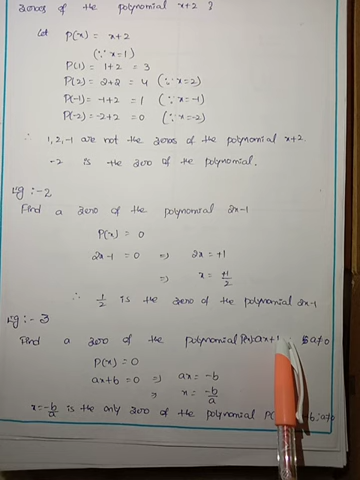 zeroes of the polynomial x+2 ?
Let P(x) = x+2
(∵ x=1)
P(1) = 1+2 = 3
P(2) = 2+2 = 4 (∵ x=2)
P(-1) = -1+2 = 1 (∵ x=-1)
P(-2) = -2+2 = 0 (∵ x=-2)
∴ 1, 2, -1 are not the zeros of the polynomial x+2.
-2 is the zero of the polynomial.
Eg :- 2
Find a zero of the polynomial 2x-1
P(x) = 0
2x-1 = 0 => 2x = +1
=> x = +1/2
∴ 1/2 is the zero of the polynomial 2x-1
Eg :- 3
Find a zero of the polynomial P(x)=ax+ a≠0
P(x) = 0
ax+b = 0 => ax = -b
=> x = -b/a
x = -b/a is the only zero of the polynomial P( b, a≠0